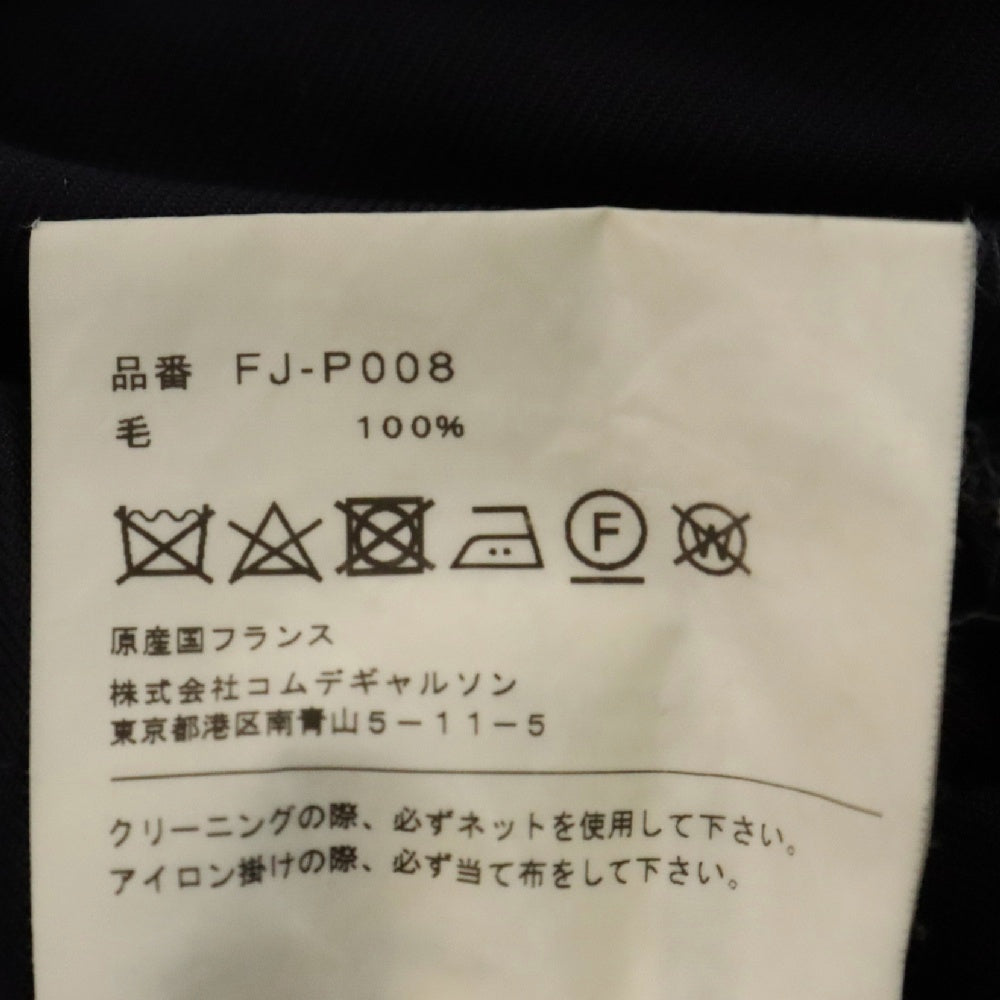 品番 FJ-P008
毛 100%
F
W
原産国フランス
株式会社コムデギャルソン
東京都港区南青山5-11-5
クリーニングの際、必ずネットを使用して下さい。
アイロン掛けの際、必ず当て布をして下さい。